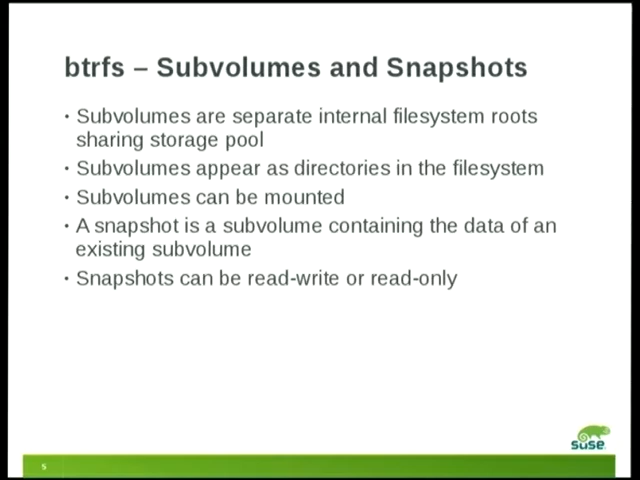 btrfs – Subvolumes and Snapshots
• Subvolumes are separate internal filesystem roots
sharing storage pool
• Subvolumes appear as directories in the filesystem
• Subvolumes can be mounted
• A snapshot is a subvolume containing the data of an
existing subvolume
• Snapshots can be read-write or read-only
SUSE
5